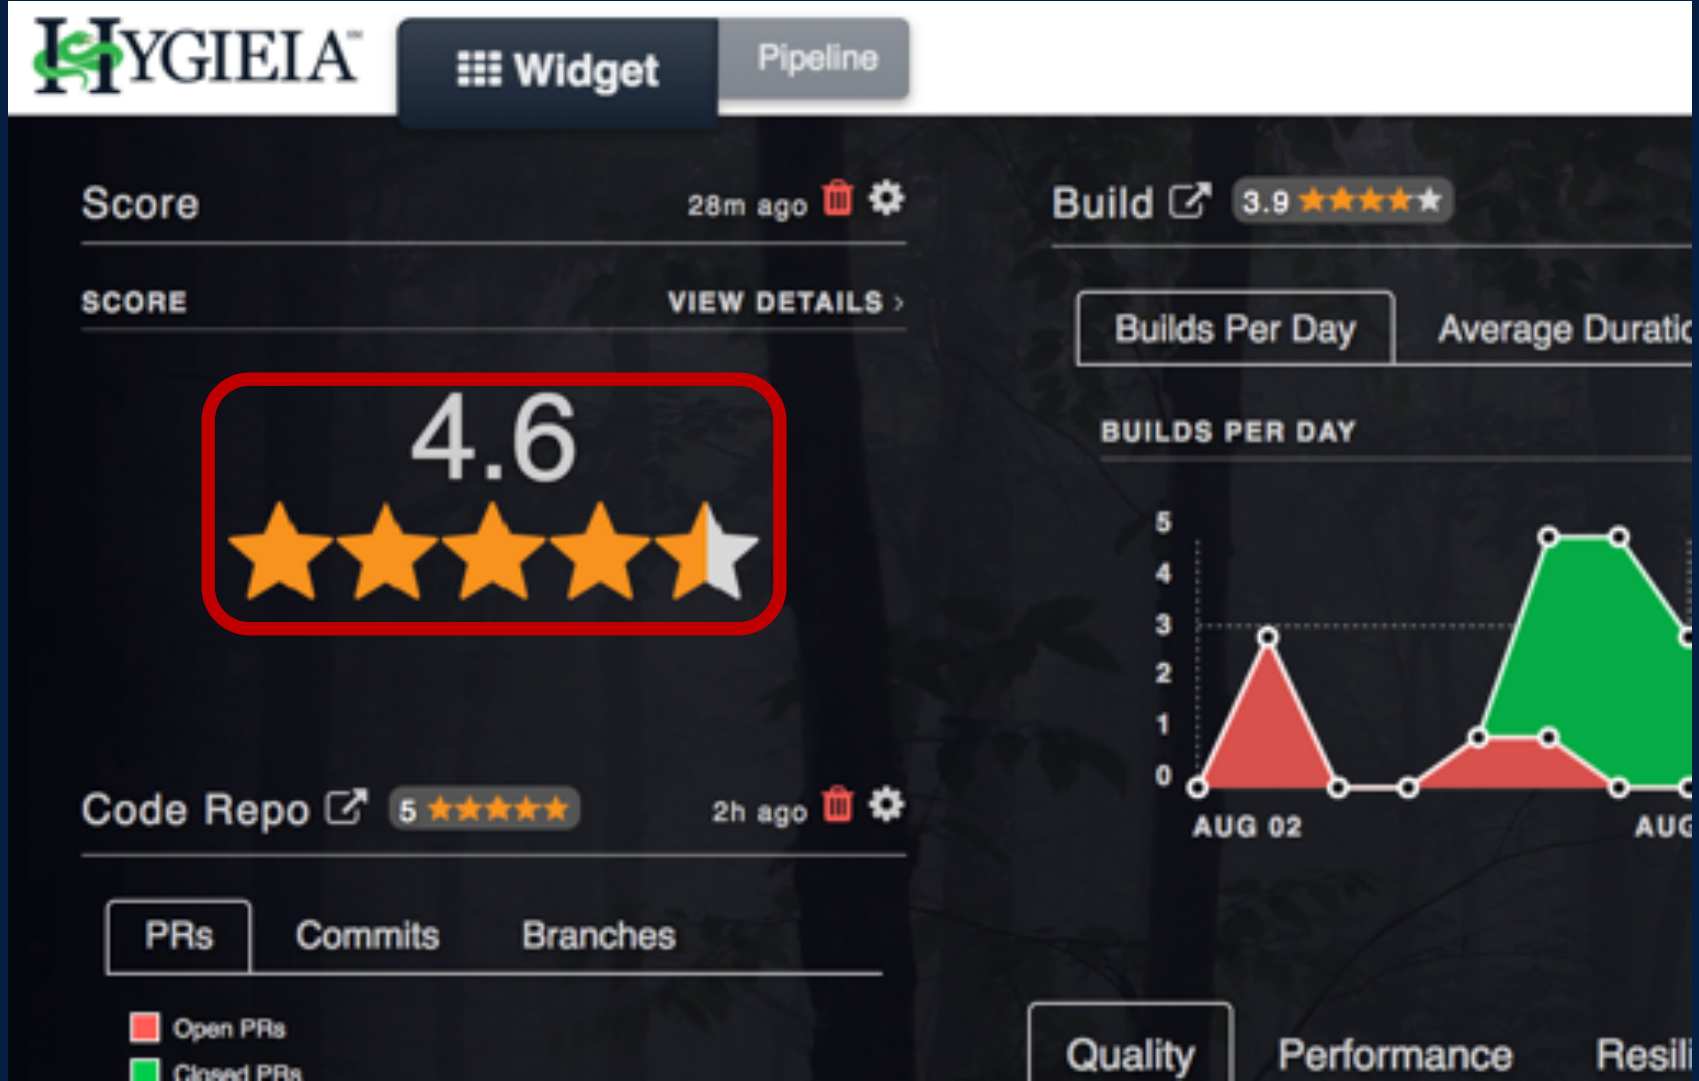 HYGIEIA℠
Widget
Pipeline
Score
28m ago
SCORE
VIEW DETAILS ›
4.6
Code Repo
5
2h ago
PRs
Commits
Branches
Open PRs
Closed PRs
Build
3.9
Builds Per Day
Average Duratio
BUILDS PER DAY
5
4
3
2
1
0
AUG 02
AUG
Quality
Performance
Resili